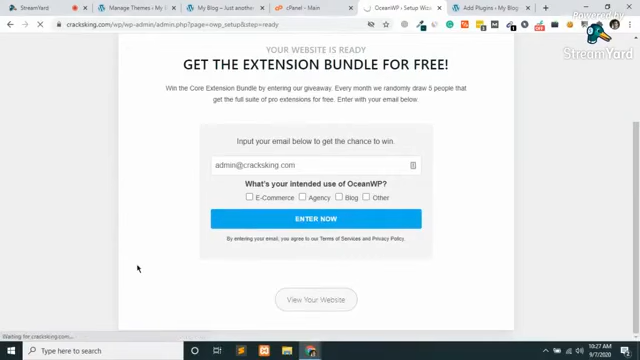 StreamYard
Manage Themes ‹ My
My Blog – Just another
cPanel - Main
OceanWP › Setup Wiz
Add Plugins ‹ My Blog
cracksking.com/wp/wp-admin/admin.php?page=owp_setup&step=ready
Powered by
StreamYard
YOUR WEBSITE IS READY
GET THE EXTENSION BUNDLE FOR FREE!
Win the Core Extension Bundle by entering our giveaway. Every month we randomly draw 5 people that
get the full suite of pro extensions for free. Enter with your email below.
Input your email below to get the chance to win.
admin@cracksking.com
What's your intended use of OceanWP?
E-Commerce Agency Blog Other
ENTER NOW
By entering your email, you agree to our Terms of Services and Privacy Policy.
View Your Website
Waiting for cracksking.com...
Type here to search
10:27 AM
9/7/2020